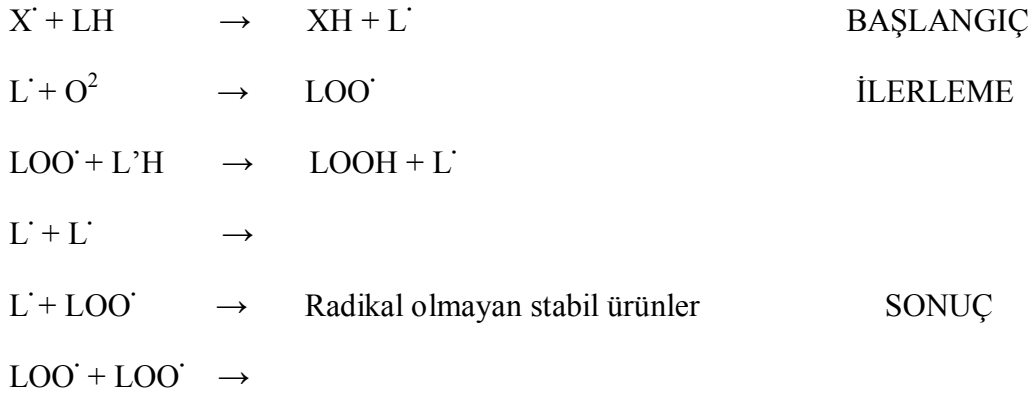 X˙ + LH → XH + L˙ BAŞLANGIÇ
L˙ + O² → LOO˙ İLERLEME
LOO˙ + L’H → LOOH + L˙
L˙ + L˙ →
L˙ + LOO˙ → Radikal olmayan stabil ürünler SONUÇ
LOO˙ + LOO˙ →